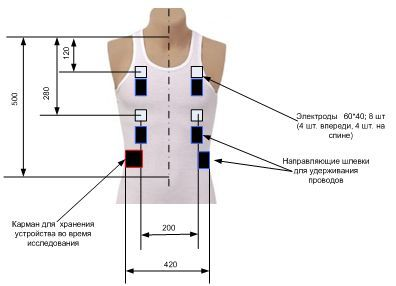 120
280
500
Электроды 60*40; 8 шт
(4 шт. впереди, 4 шт. на
спине)
Направляющие шлевки
для удерживания
проводов
Карман для хранения
устройства во время
исследования
200
420